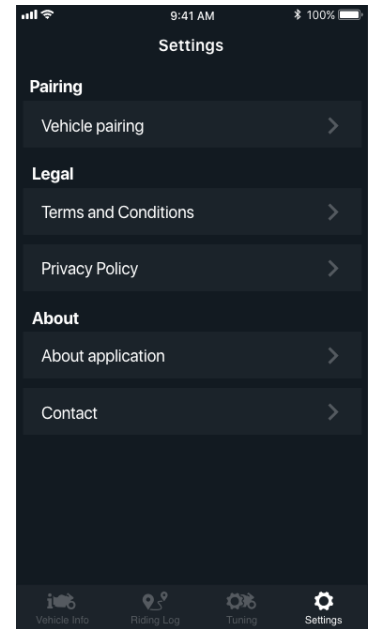 9:41 AM
100%
Settings
Pairing
Vehicle pairing
Legal
Terms and Conditions
Privacy Policy
About
About application
Contact
Vehicle Info
Riding Log
Tuning
Settings